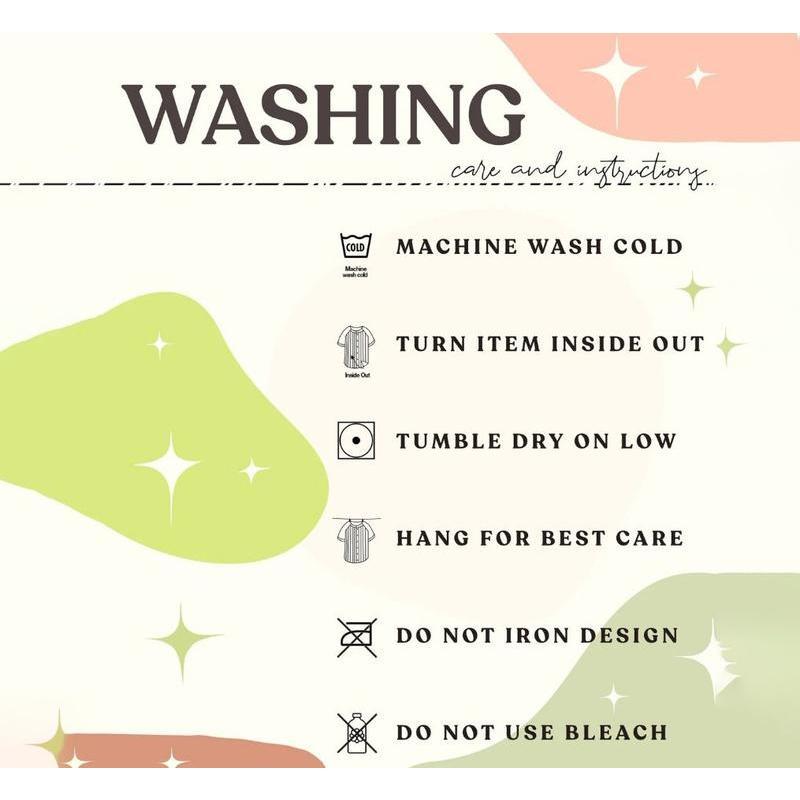 WASHING
care and instructions
COLD
Machine
wash cold
MACHINE WASH COLD
Inside Out
TURN ITEM INSIDE OUT
TUMBLE DRY ON LOW
HANG FOR BEST CARE
DO NOT IRON DESIGN
DO NOT USE BLEACH